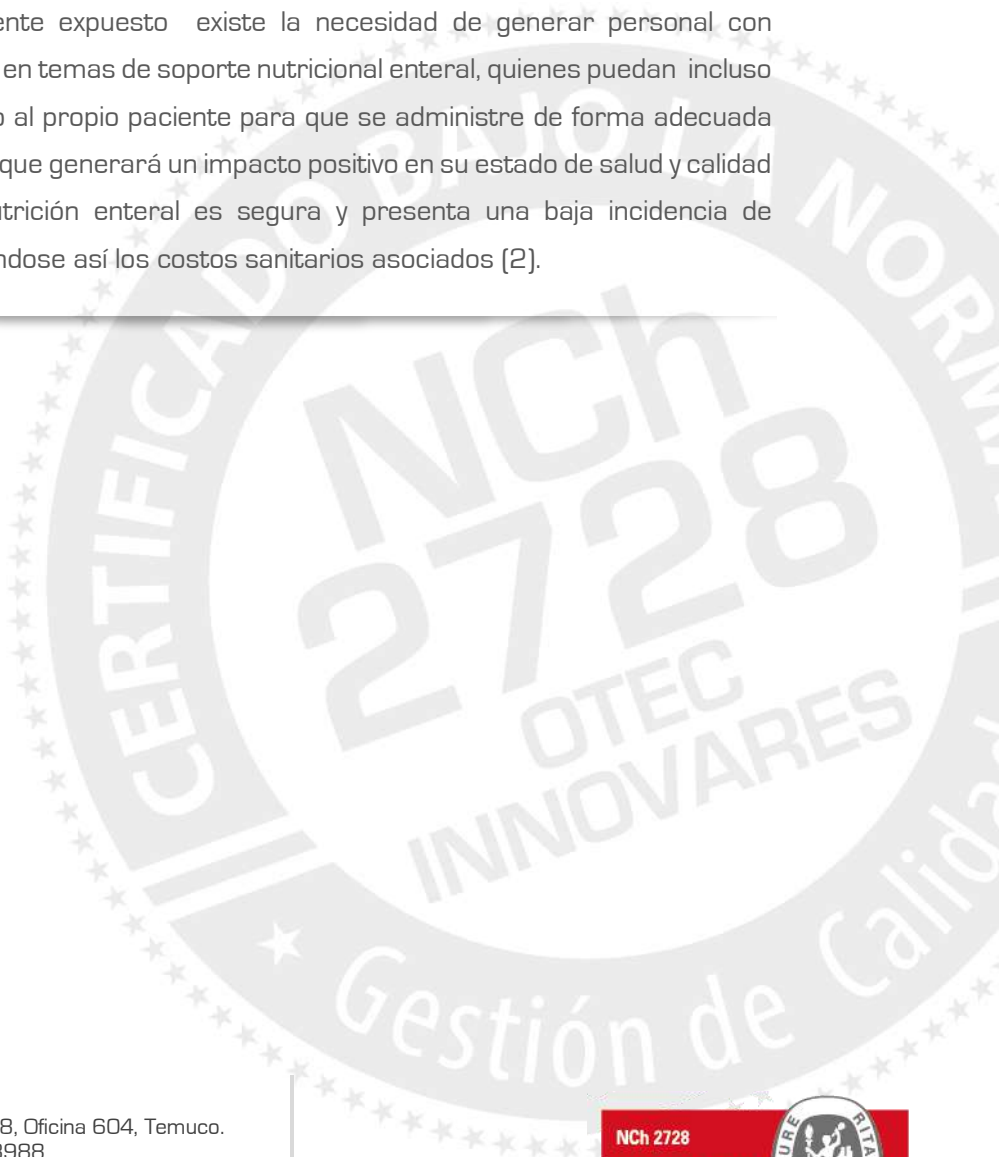 ente expuesto existe la necesidad de generar personal con
en temas de soporte nutricional enteral, quienes puedan incluso
o al propio paciente para que se administre de forma adecuada
que generará un impacto positivo en su estado de salud y calidad
utrición enteral es segura y presenta una baja incidencia de
ndose así los costos sanitarios asociados (2).
CERTIFICADO BAJO LA NORMA
NCh
2728
OTEC
INNOVARES
Gestión de Calidad
8, Oficina 604, Temuco.
3988
NCh 2728